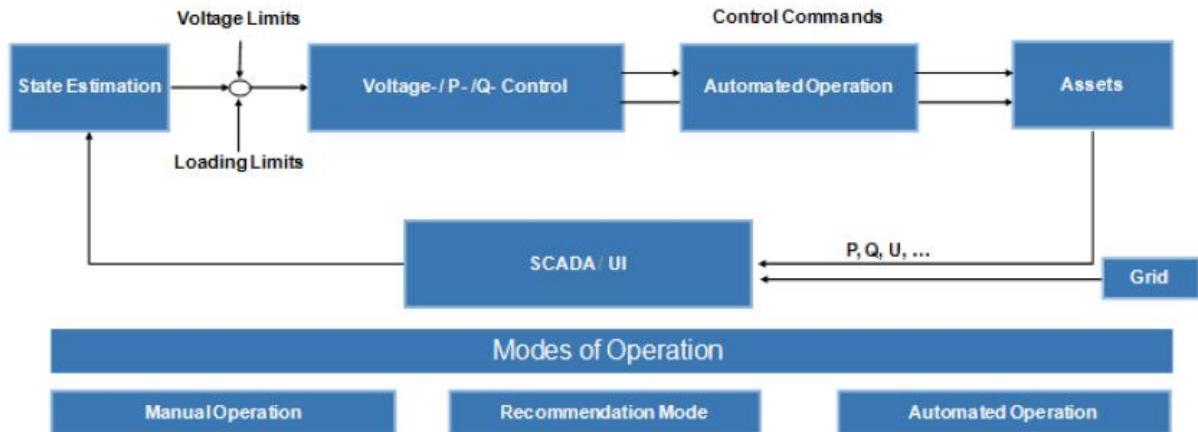 Voltage Limits
Control Commands
State Estimation
Voltage-/ P- /Q- Control
Automated Operation
Assets
Loading Limits
SCADA/ UI
P, Q, U, ...
Grid
Modes of Operation
Manual Operation
Recommendation Mode
Automated Operation